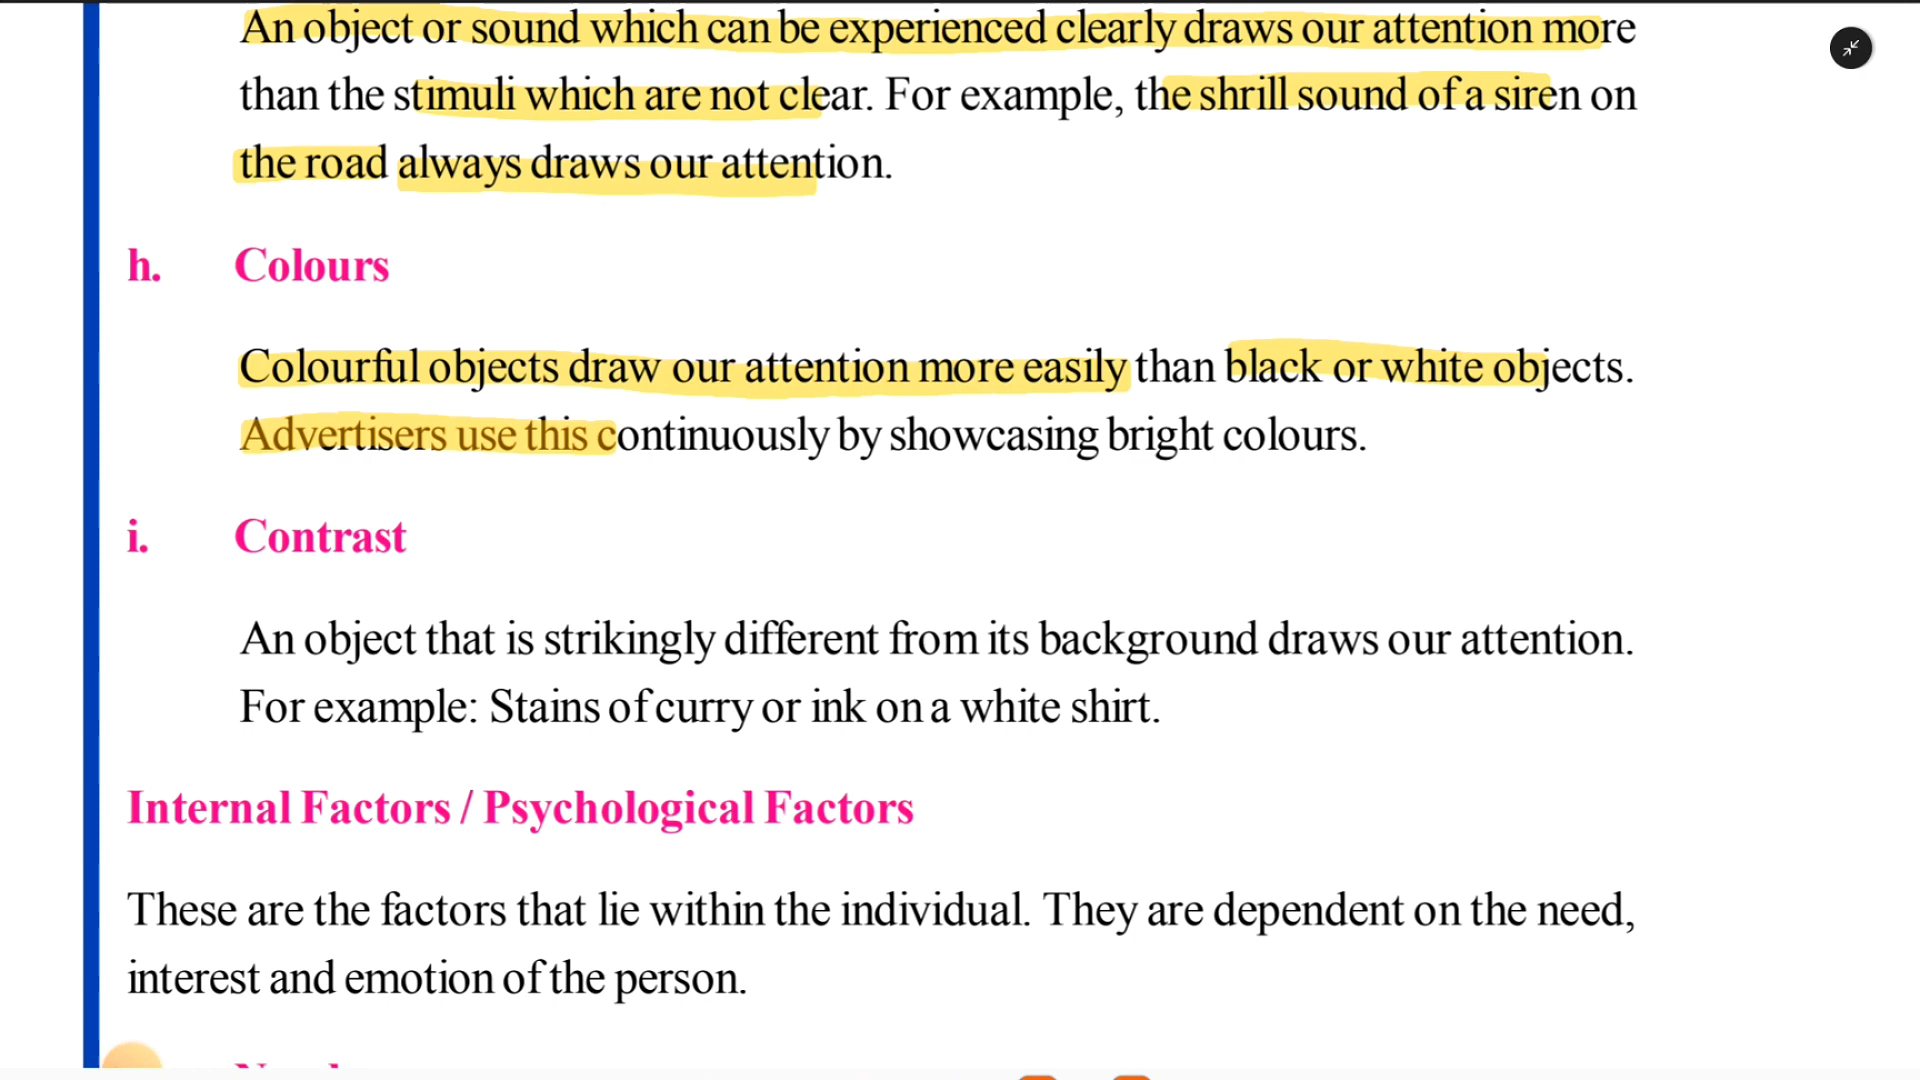 An object or sound which can be experienced clearly draws our attention more
than the stimuli which are not clear. For example, the shrill sound of a siren on
the road always draws our attention.
h. Colours
Colourful objects draw our attention more easily than black or white objects.
Advertisers use this continuously by showcasing bright colours.
i. Contrast
An object that is strikingly different from its background draws our attention.
For example: Stains of curry or ink on a white shirt.
Internal Factors / Psychological Factors
These are the factors that lie within the individual. They are dependent on the need,
interest and emotion of the person.